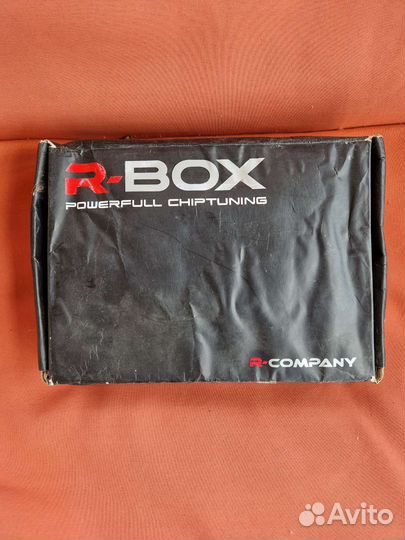 R-BOX
POWERFULL CHIPTUNING
R-COMPANY
Avito